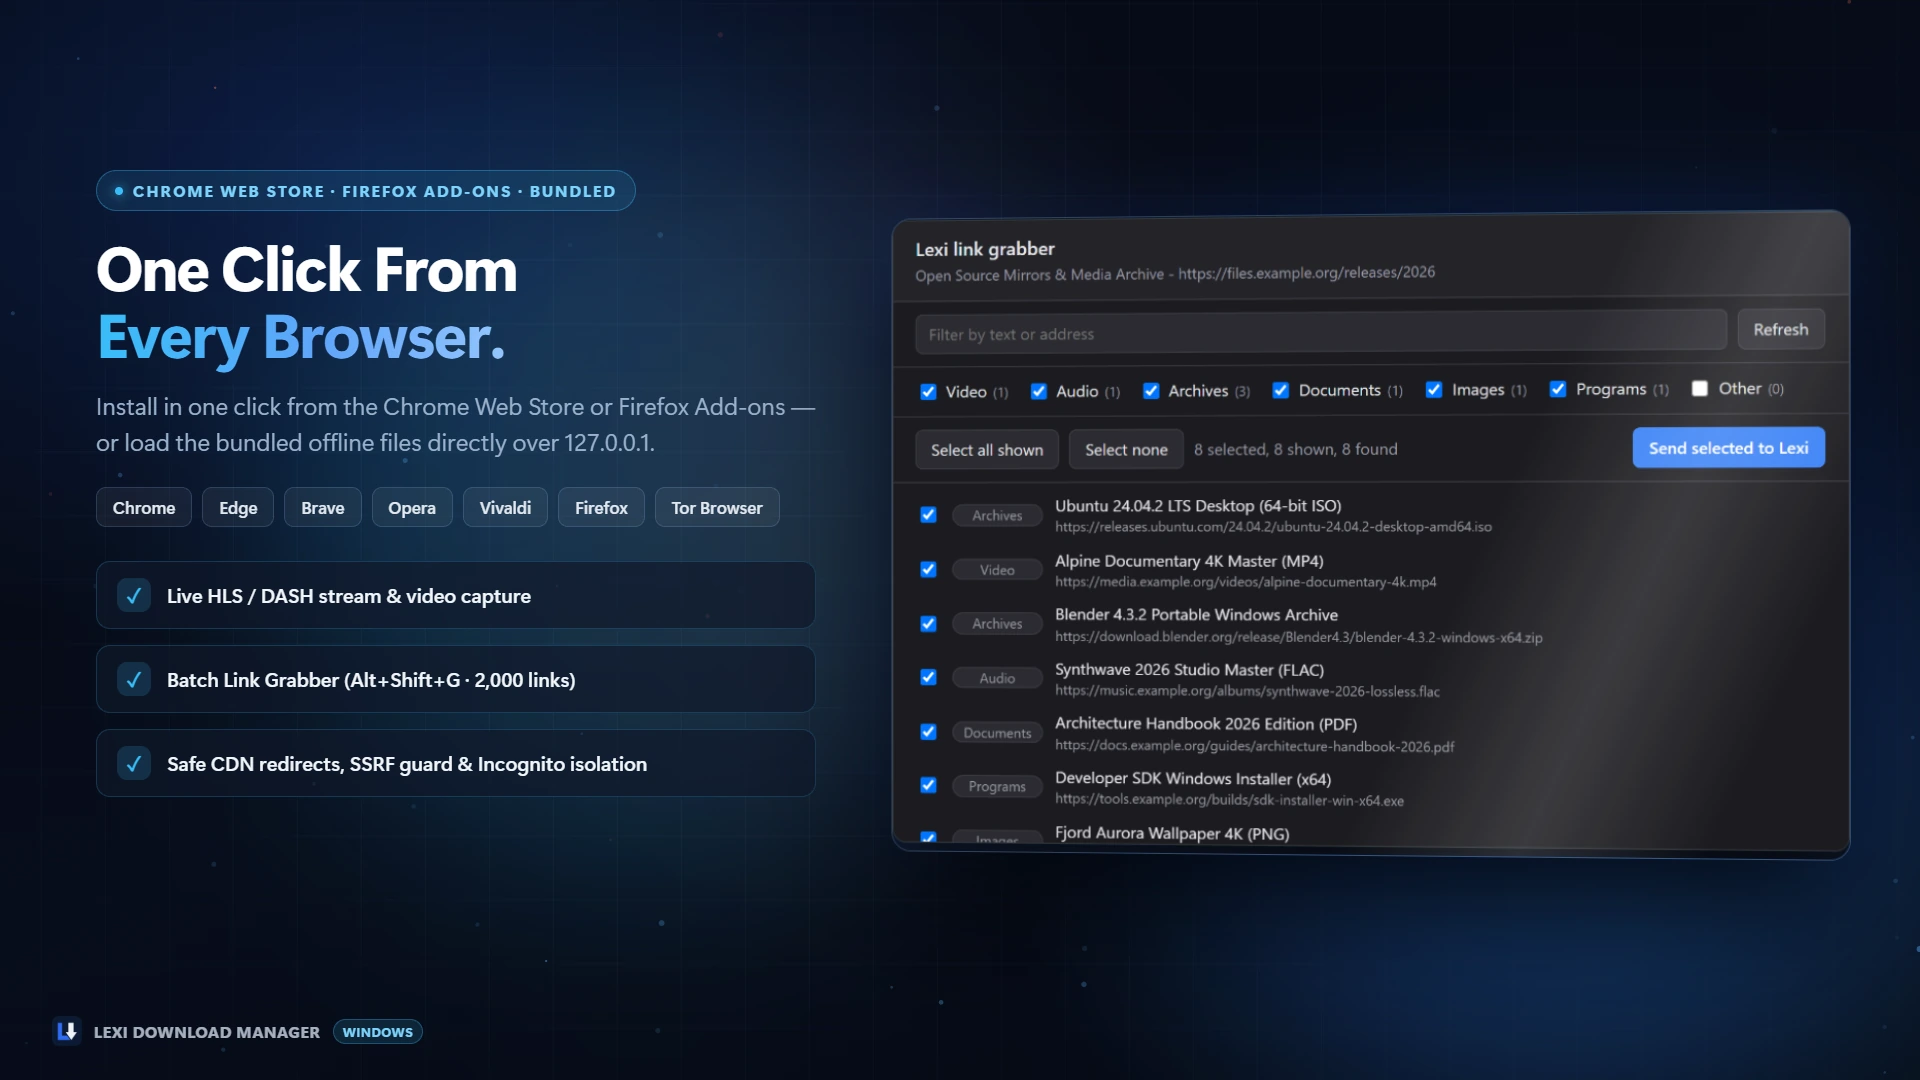 CHROME WEB STORE · FIREFOX ADD-ONS · BUNDLED
One Click From
Every Browser.
Install in one click from the Chrome Web Store or Firefox Add-ons —
or load the bundled offline files directly over 127.0.0.1.
Chrome Edge Brave Opera Vivaldi Firefox Tor Browser
Live HLS / DASH stream & video capture
Batch Link Grabber (Alt+Shift+G · 2,000 links)
Safe CDN redirects, SSRF guard & Incognito isolation
LEXI DOWNLOAD MANAGER WINDOWS
Lexi link grabber
Open Source Mirrors & Media Archive - https://files.example.org/releases/2026
Filter by text or address Refresh
Video (1) Audio (1) Archives (3) Documents (1) Images (1) Programs (1) Other (0)
Select all shown Select none 8 selected, 8 shown, 8 found Send selected to Lexi
Archives Ubuntu 24.04.2 LTS Desktop (64-bit ISO)
https://releases.ubuntu.com/24.04.2/ubuntu-24.04.2-desktop-amd64.iso
Video Alpine Documentary 4K Master (MP4)
https://media.example.org/videos/alpine-documentary-4k.mp4
Archives Blender 4.3.2 Portable Windows Archive
https://download.blender.org/release/Blender4.3/blender-4.3.2-windows-x64.zip
Audio Synthwave 2026 Studio Master (FLAC)
https://music.example.org/albums/synthwave-2026-lossless.flac
Documents Architecture Handbook 2026 Edition (PDF)
https://docs.example.org/guides/architecture-handbook-2026.pdf
Programs Developer SDK Windows Installer (x64)
https://tools.example.org/builds/sdk-installer-win-x64.exe
Images Fjord Aurora Wallpaper 4K (PNG)